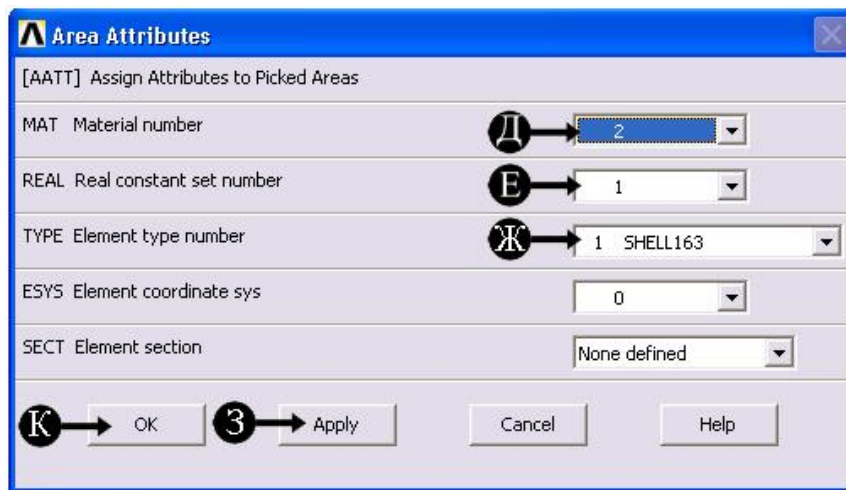 Area Attributes
[AATT] Assign Attributes to Picked Areas
MAT Material number Д 2
REAL Real constant set number Е 1
TYPE Element type number Ж 1 SHELL163
ESYS Element coordinate sys 0
SECT Element section None defined
К OK З Apply Cancel Help